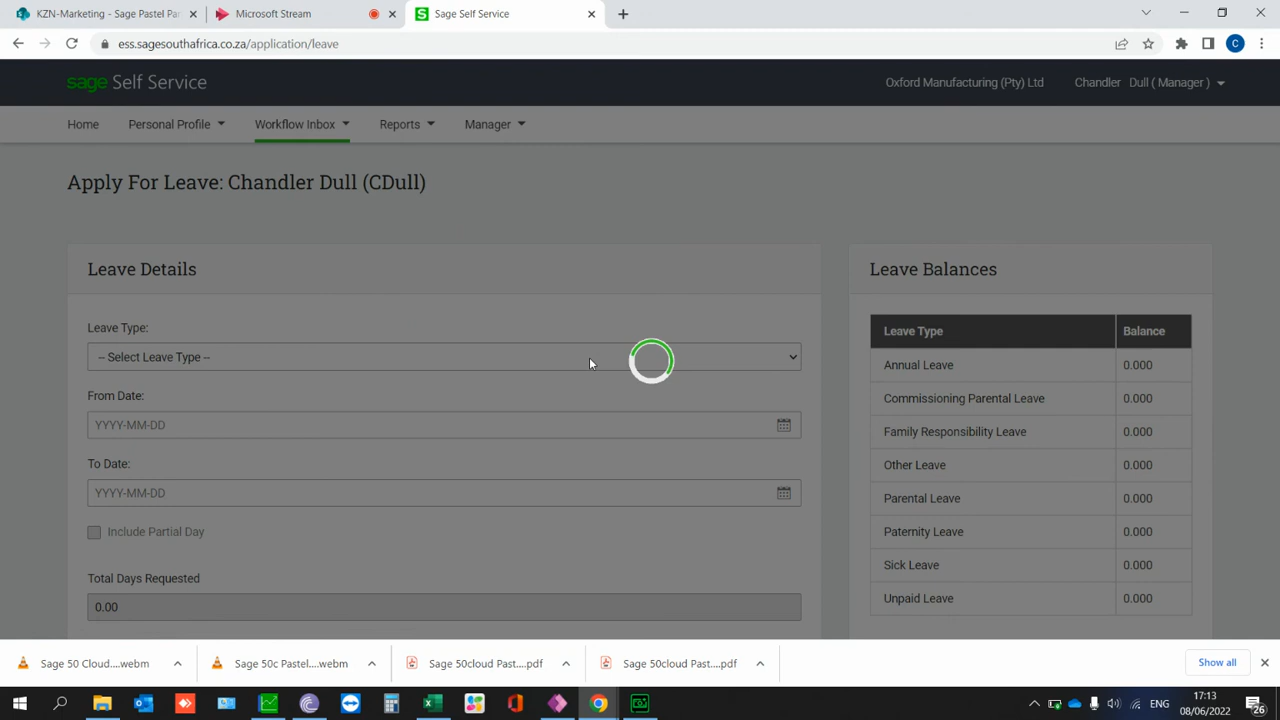 KZN-Marketing - Sage Pastel Par
Microsoft Stream
Sage Self Service
ess.sagesouthafrica.co.za/application/leave
C
sage Self Service
Oxford Manufacturing (Pty) Ltd
Chandler Dull ( Manager )
Home
Personal Profile
Workflow Inbox
Reports
Manager
Apply For Leave: Chandler Dull (CDull)
Leave Details
Leave Type:
-- Select Leave Type --
From Date:
YYYY-MM-DD
To Date:
YYYY-MM-DD
Include Partial Day
Total Days Requested
0.00
Leave Balances
Leave Type Balance
Annual Leave 0.000
Commissioning Parental Leave 0.000
Family Responsibility Leave 0.000
Other Leave 0.000
Parental Leave 0.000
Paternity Leave 0.000
Sick Leave 0.000
Unpaid Leave 0.000
Sage 50 Cloud....webm
Sage 50c Pastel....webm
Sage 50cloud Past....pdf
Sage 50cloud Past....pdf
Show all
ENG
17:13
08/06/2022
26